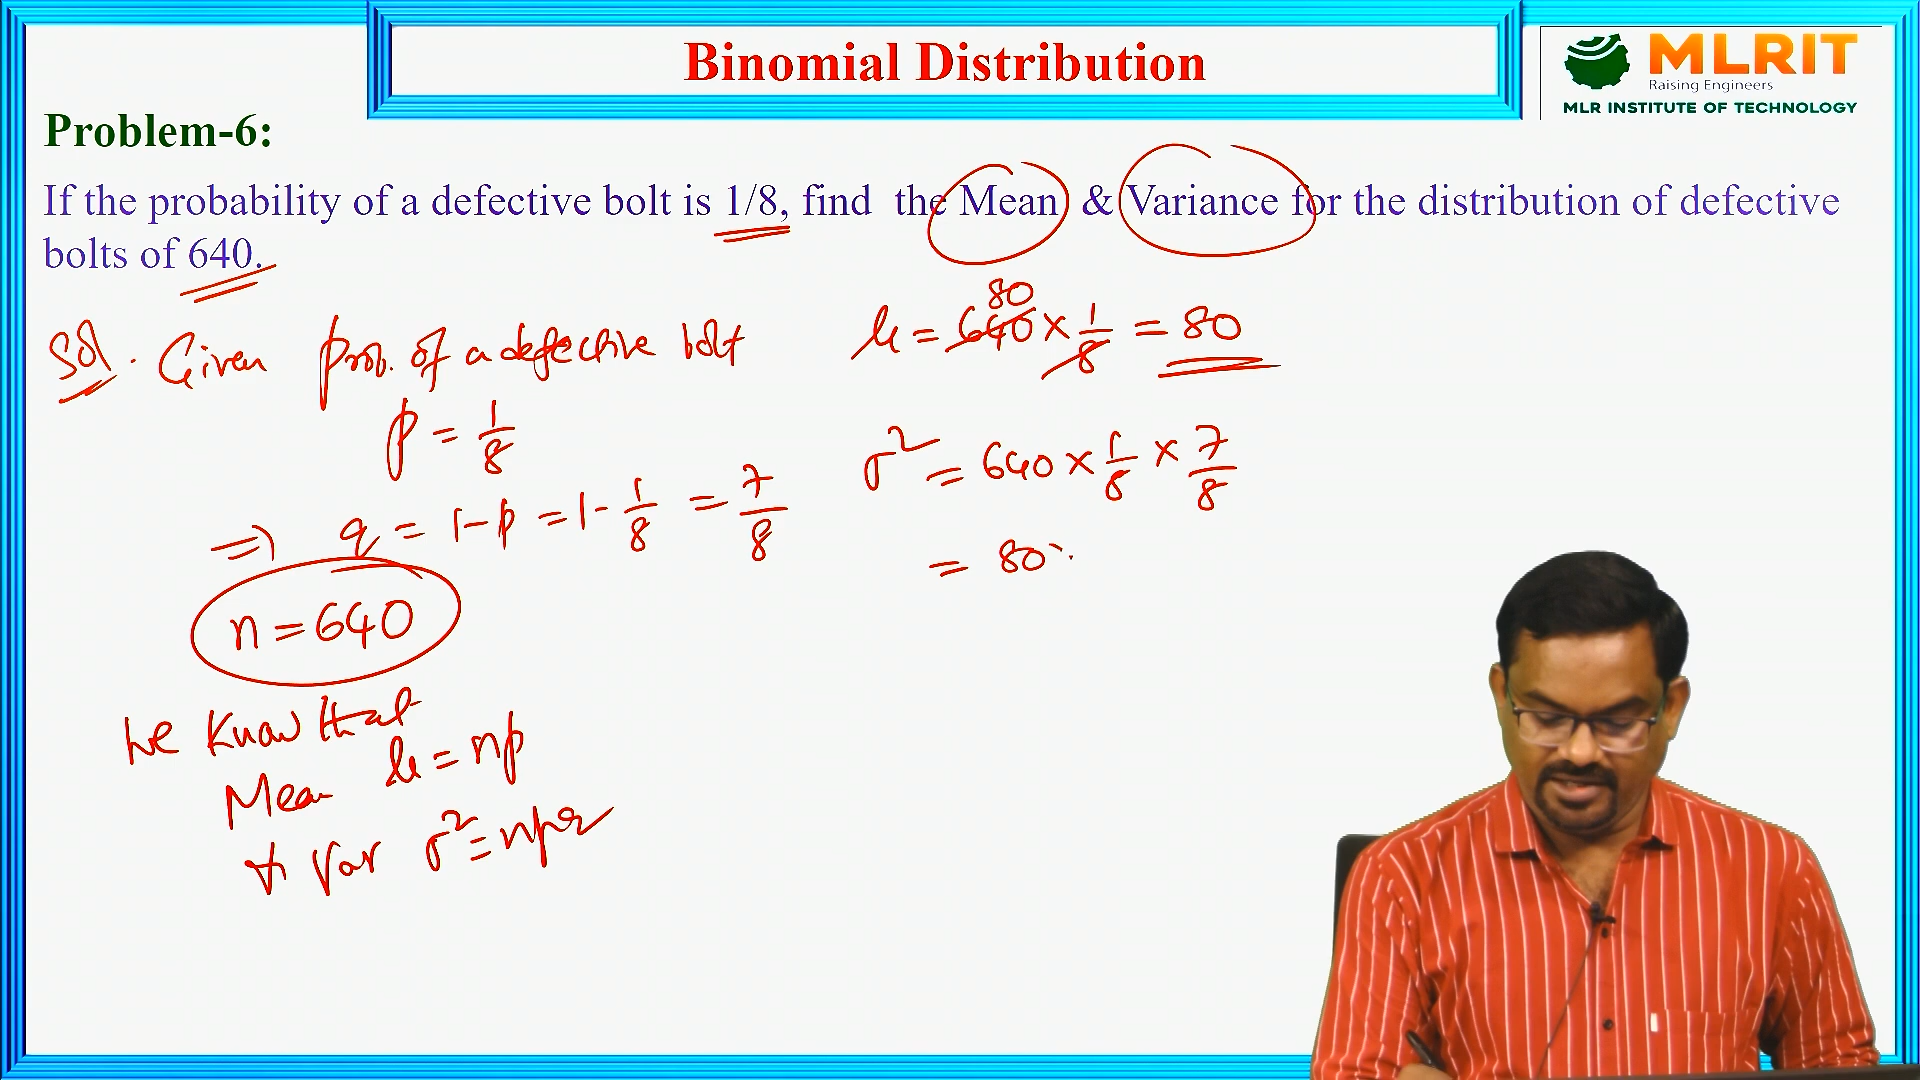 Binomial Distribution
MLRIT
Raising Engineers
MLR INSTITUTE OF TECHNOLOGY
Problem-6:
If the probability of a defective bolt is 1/8, find the Mean & Variance for the distribution of defective
bolts of 640.
Sol. Given prob. of a defective bolt
p = 1/8
=> q = 1-p = 1 - 1/8 = 7/8
n = 640
We know that
Mean μ = np
& Var σ² = npq
80
μ = 640 × 1/8 = 80
σ² = 640 × 1/8 × 7/8
= 80